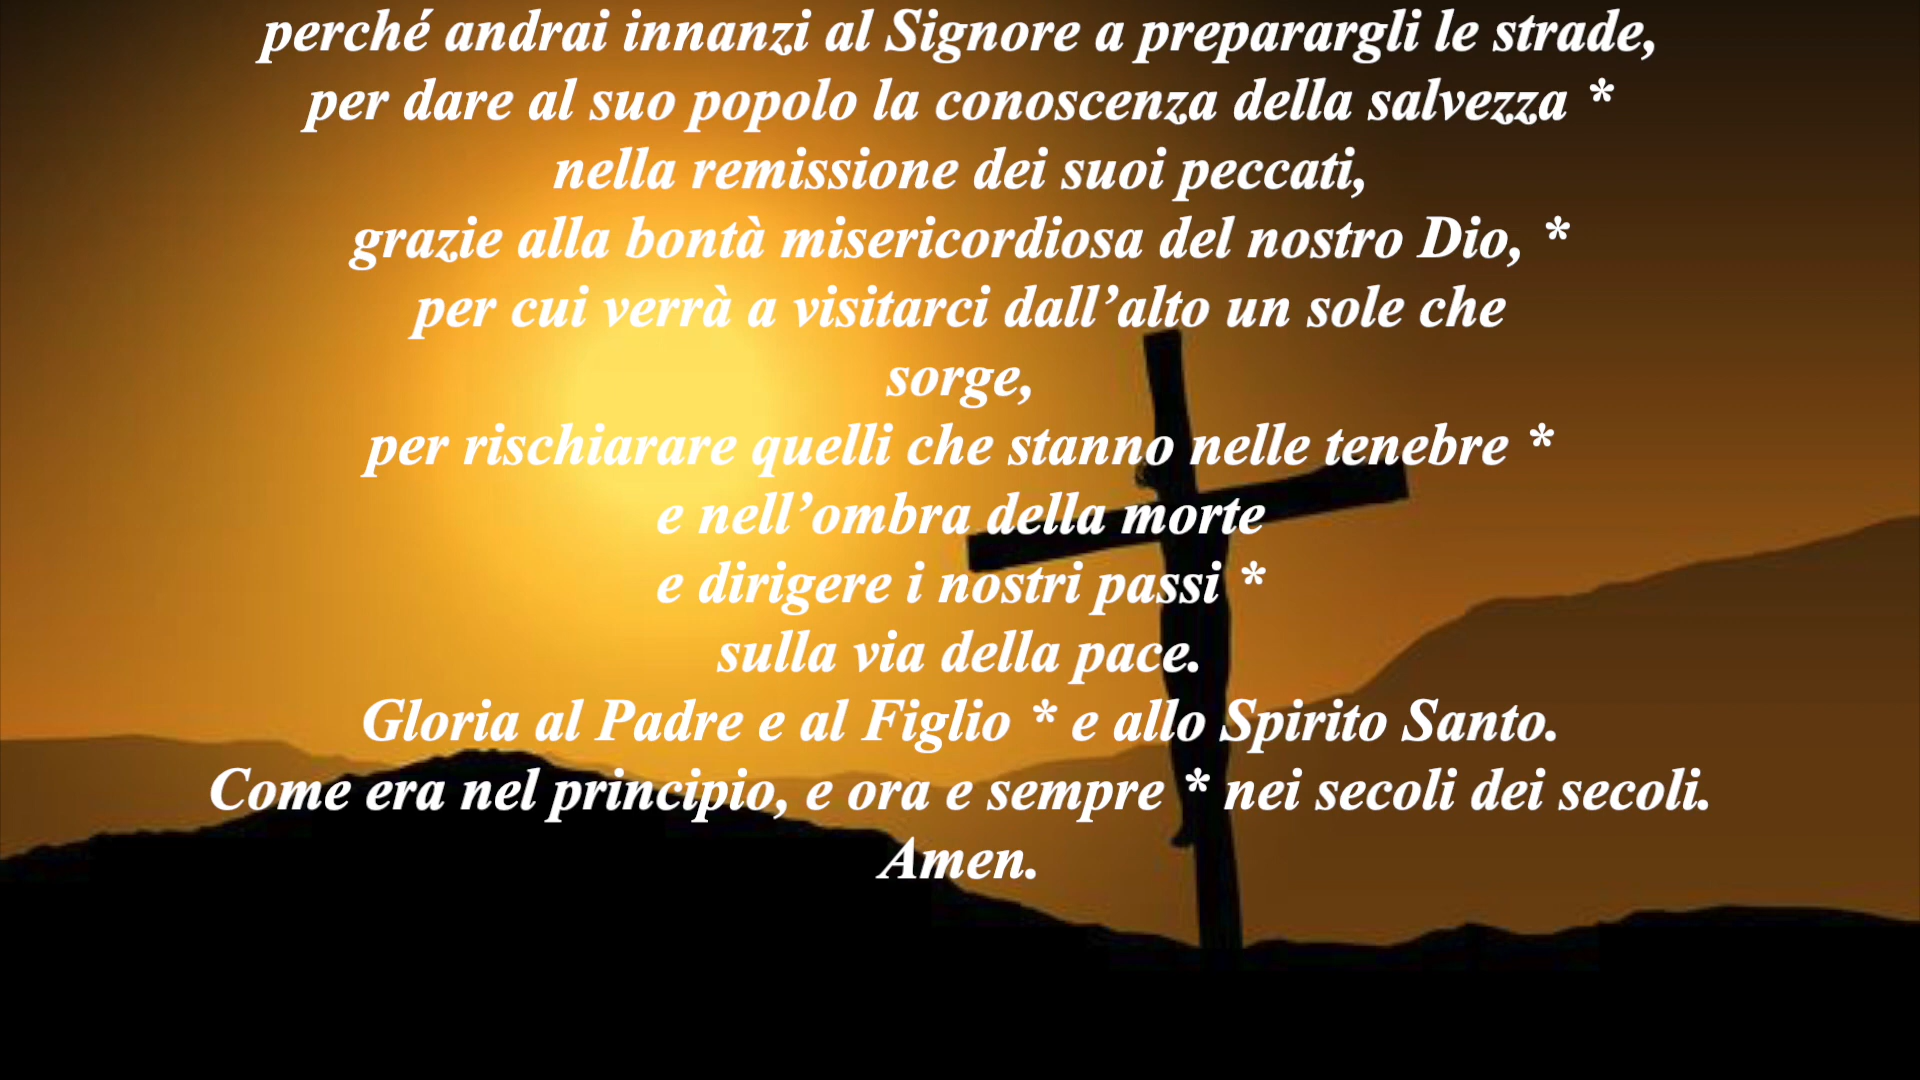 perché andrai innanzi al Signore a preparargli le strade,
per dare al suo popolo la conoscenza della salvezza *
nella remissione dei suoi peccati,
grazie alla bontà misericordiosa del nostro Dio, *
per cui verrà a visitarci dall’alto un sole che
sorge,
per rischiarare quelli che stanno nelle tenebre *
e nell’ombra della morte
e dirigere i nostri passi *
sulla via della pace.
Gloria al Padre e al Figlio * e allo Spirito Santo.
Come era nel principio, e ora e sempre * nei secoli dei secoli.
Amen.